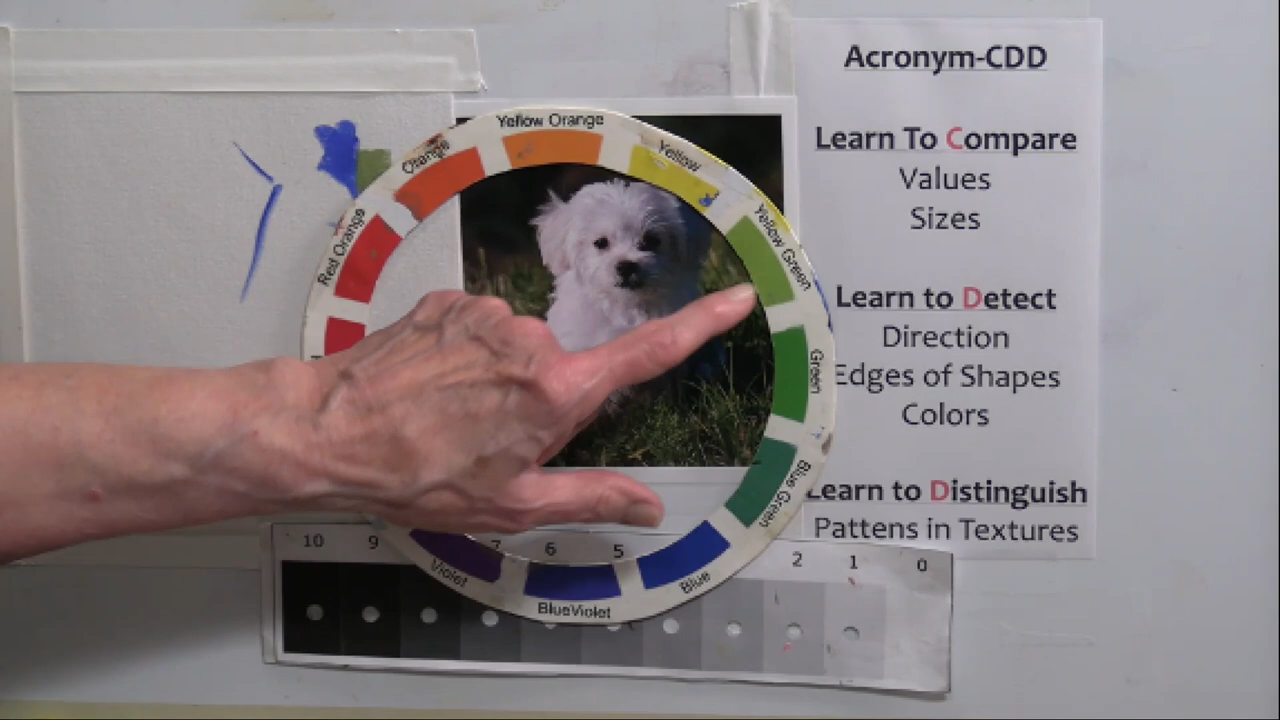 Acronym-CDD
Learn To Compare
Values
Sizes
Learn to Detect
Direction
Edges of Shapes
Colors
Learn to Distinguish
Pattens in Textures
Yellow Orange
Yellow
Yellow Green
Green
Blue Green
Blue
BlueViolet
Violet
Red Orange
Orange
10 9 7 6 5 2 1 0